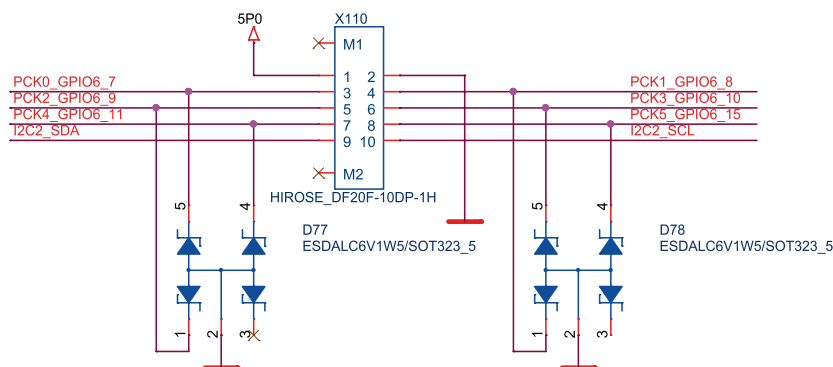 5P0
X110
M1
1 2
PCK0_GPIO6_7
3 4
PCK1_GPIO6_8
PCK2_GPIO6_9
5 6
PCK3_GPIO6_10
PCK4_GPIO6_11
7 8
PCK5_GPIO6_15
I2C2_SDA
9 10
I2C2_SCL
M2
HIROSE_DF20F-10DP-1H
5 4
D77
ESDALC6V1W5/SOT323_5
1 2 3
5 4
D78
ESDALC6V1W5/SOT323_5
1 2 3